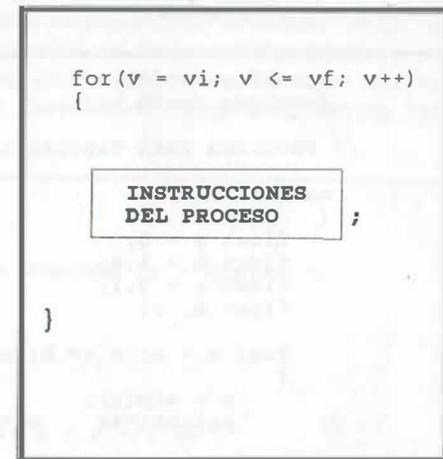 for(v = vi; v <= vf; v++)
{
INSTRUCCIONES
DEL PROCESO ;
}